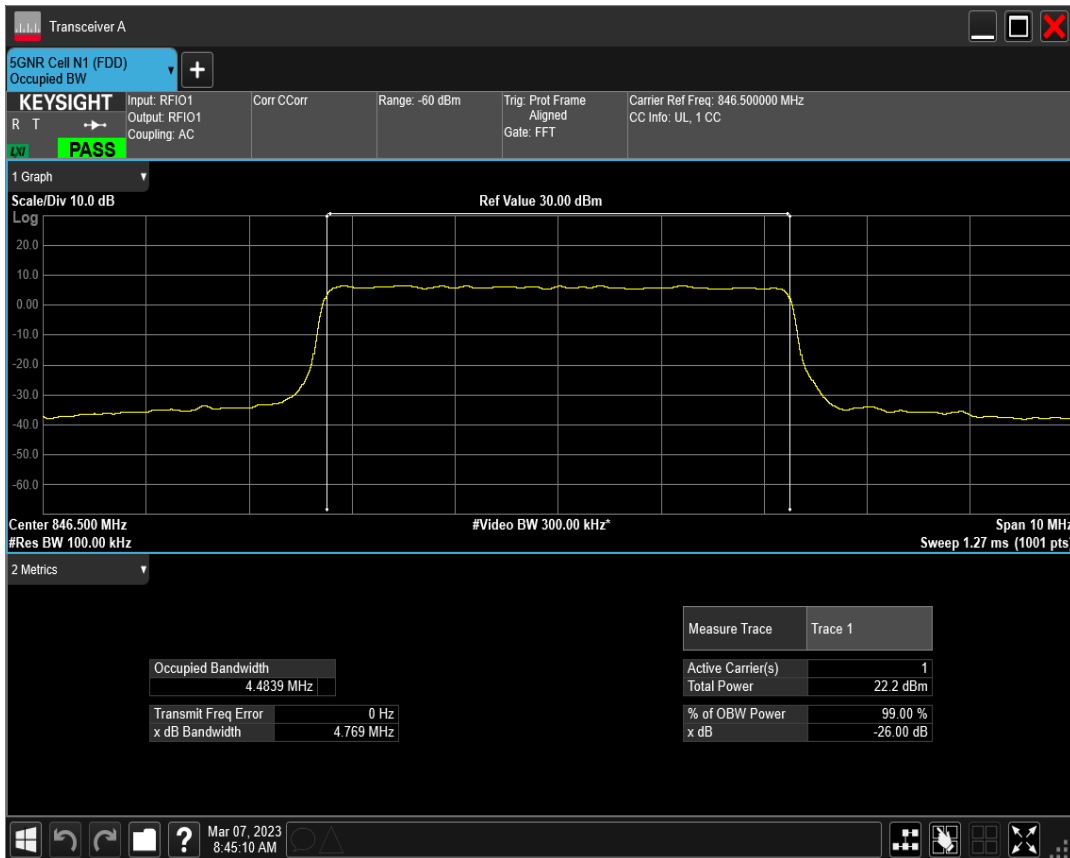 Transceiver A
5GNR Cell N1 (FDD)
Occupied BW
+
KEYSIGHT
R T
LXI
PASS
Input: RFIO1
Output: RFIO1
Coupling: AC
Corr CCorr
Range: -60 dBm
Trig: Prot Frame
Aligned
Gate: FFT
Carrier Ref Freq: 846.500000 MHz
CC Info: UL, 1 CC
1 Graph
Scale/Div 10.0 dB
Ref Value 30.00 dBm
Log
20.0
10.0
0.00
-10.0
-20.0
-30.0
-40.0
-50.0
-60.0
Center 846.500 MHz
#Video BW 300.00 kHz*
Span 10 MHz
#Res BW 100.00 kHz
Sweep 1.27 ms (1001 pts)
2 Metrics
Measure Trace Trace 1
Occupied Bandwidth
4.4839 MHz
Active Carrier(s) 1
Total Power 22.2 dBm
Transmit Freq Error 0 Hz
x dB Bandwidth 4.769 MHz
% of OBW Power 99.00 %
x dB -26.00 dB
?
Mar 07, 2023
8:45:10 AM